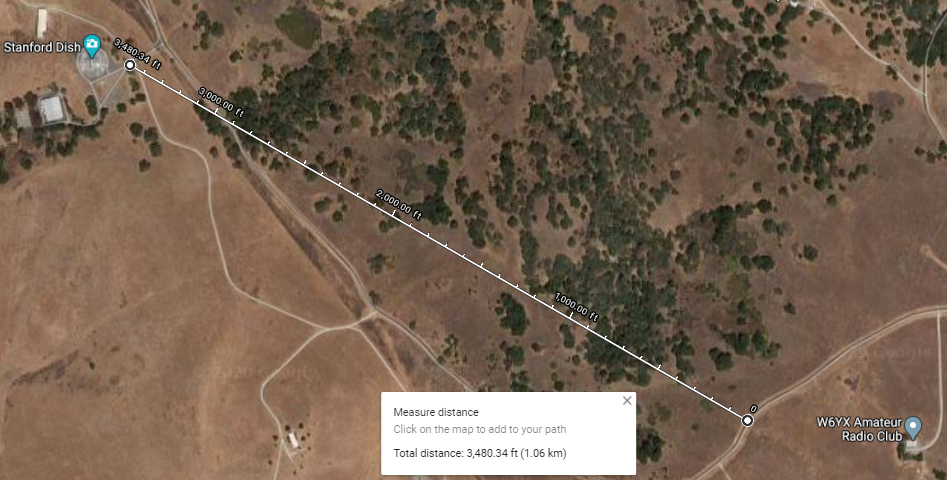 Stanford Dish
3,480.34 ft
3,000.00 ft
2,000.00 ft
1,000.00 ft
0
W6YX Amateur
Radio Club
Measure distance
Click on the map to add to your path
Total distance: 3,480.34 ft (1.06 km)